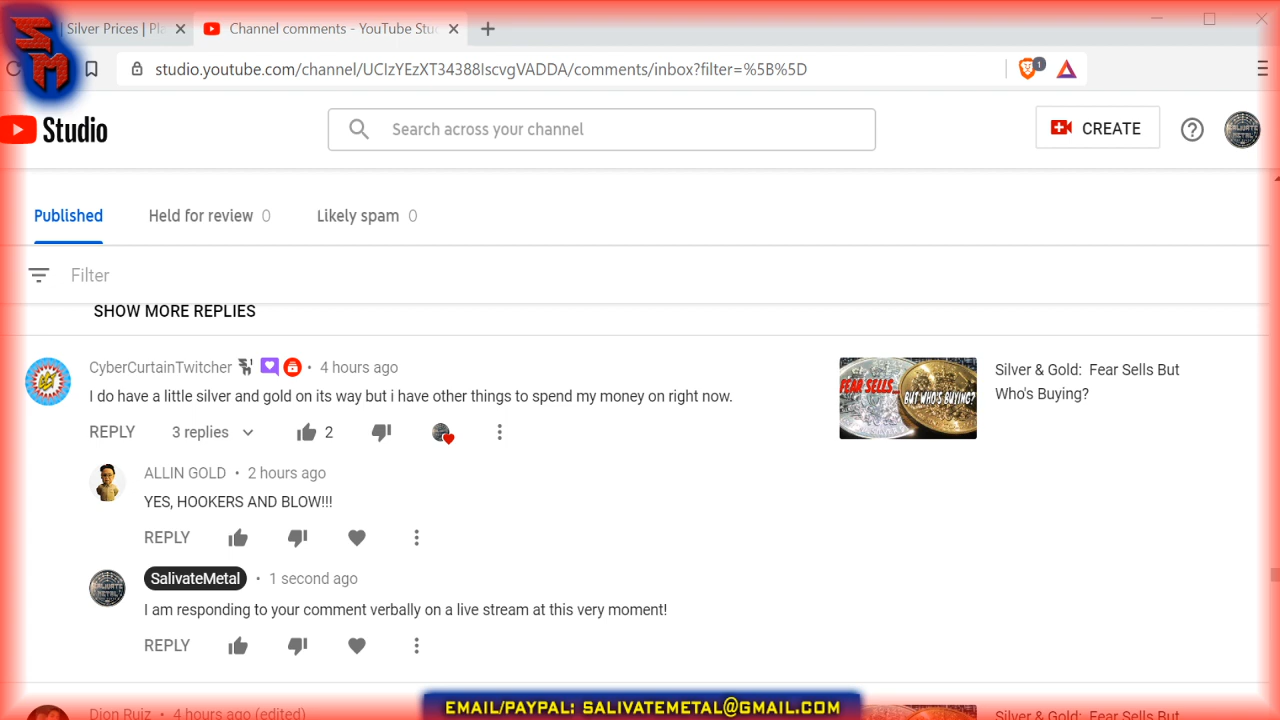 SM
| Silver Prices | Pla
Channel comments - YouTube Stud
studio.youtube.com/channel/UClzYEzXT34388IscvgVADDA/comments/inbox?filter=%5B%5D
1
Studio
Search across your channel
CREATE
Published
Held for review 0
Likely spam 0
Filter
SHOW MORE REPLIES
CyberCurtainTwitcher • 4 hours ago
I do have a little silver and gold on its way but i have other things to spend my money on right now.
FEAR SELLS...
BUT WHO'S BUYING?
Silver & Gold: Fear Sells But
Who's Buying?
REPLY
3 replies
2
ALLIN GOLD • 2 hours ago
YES, HOOKERS AND BLOW!!!
REPLY
SalivateMetal • 1 second ago
I am responding to your comment verbally on a live stream at this very moment!
REPLY
Dion Ruiz • 4 hours ago (edited)
Silver & Gold: Fear Sells But
EMAIL/PAYPAL: SALIVATEMETAL@GMAIL.COM